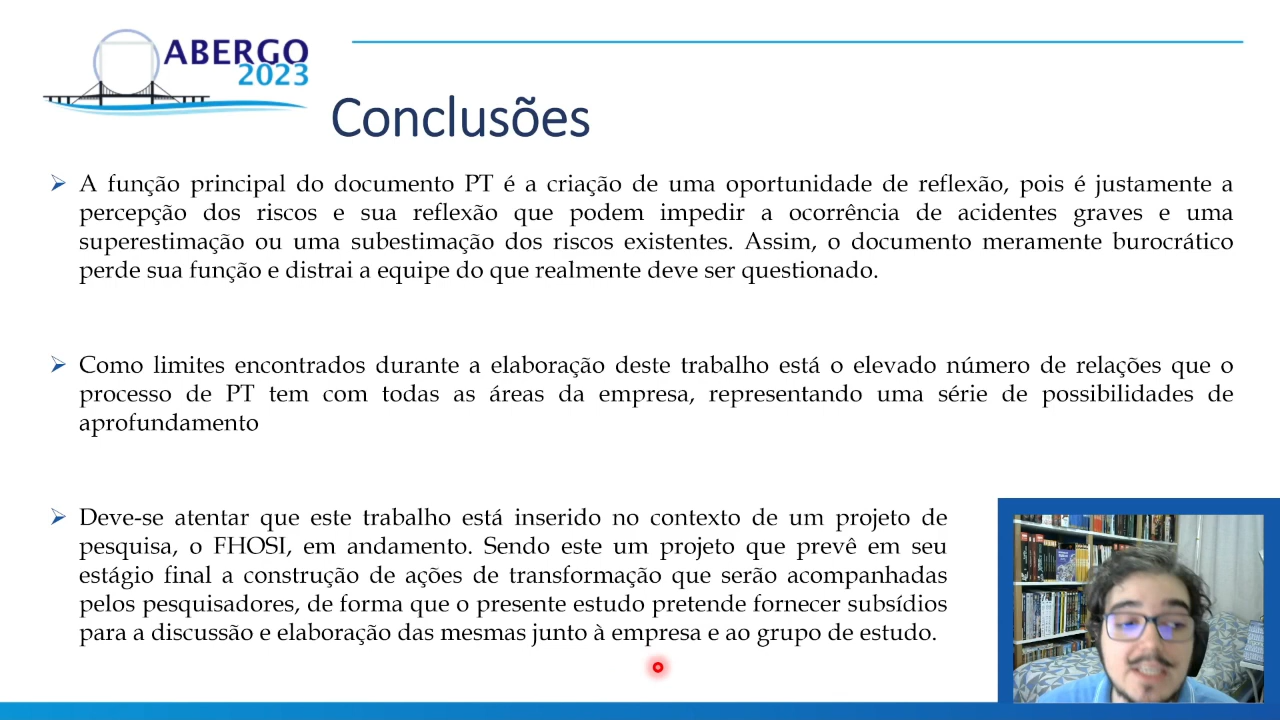 ABERGO
2023
Conclusões
A função principal do documento PT é a criação de uma oportunidade de reflexão, pois é justamente a
percepção dos riscos e sua reflexão que podem impedir a ocorrência de acidentes graves e uma
superestimação ou uma subestimação dos riscos existentes. Assim, o documento meramente burocrático
perde sua função e distrai a equipe do que realmente deve ser questionado.
Como limites encontrados durante a elaboração deste trabalho está o elevado número de relações que o
processo de PT tem com todas as áreas da empresa, representando uma série de possibilidades de
aprofundamento
Deve-se atentar que este trabalho está inserido no contexto de um projeto de
pesquisa, o FHOSI, em andamento. Sendo este um projeto que prevê em seu
estágio final a construção de ações de transformação que serão acompanhadas
pelos pesquisadores, de forma que o presente estudo pretende fornecer subsídios
para a discussão e elaboração das mesmas junto à empresa e ao grupo de estudo.